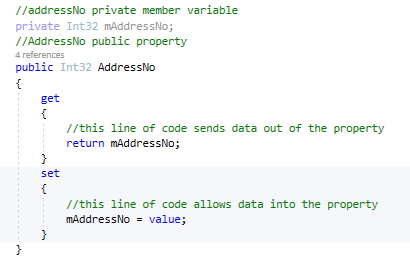 //addressNo private member variable
private Int32 mAddressNo;
//AddressNo public property
4 references
public Int32 AddressNo
{
get
{
//this line of code sends data out of the property
return mAddressNo;
}
set
{
//this line of code allows data into the property
mAddressNo = value;
}
}